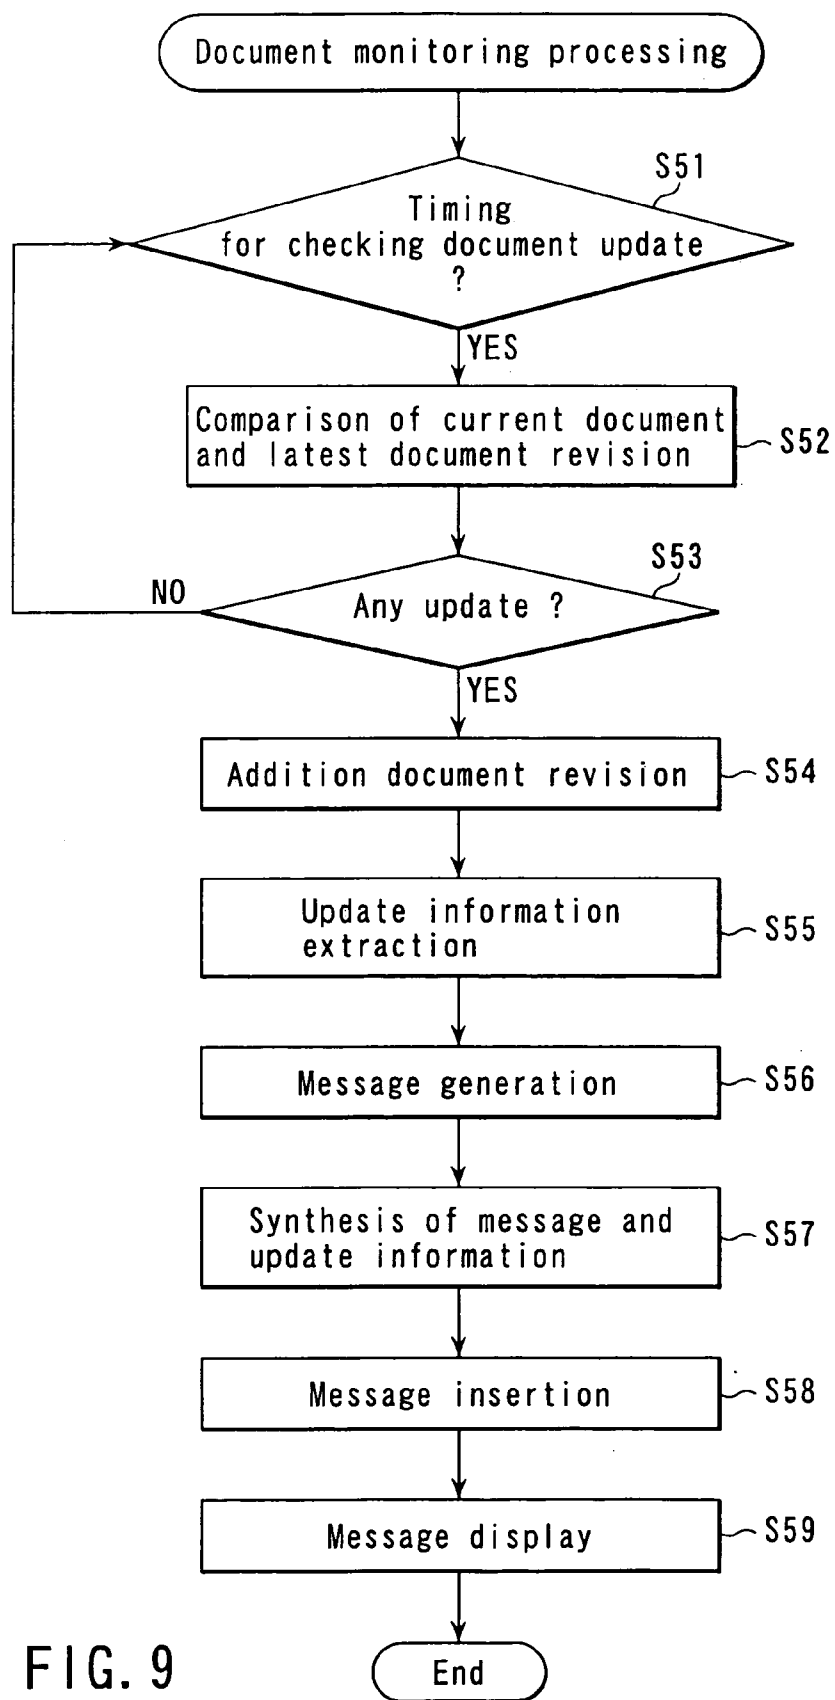 Document monitoring processing
S51
Timing
for checking document update
?
YES
Comparison of current document
and latest document revision
S52
S53
NO
Any update ?
YES
Addition document revision
S54
Update information
extraction
S55
Message generation
S56
Synthesis of message and
update information
S57
Message insertion
S58
Message display
S59
End
FIG. 9